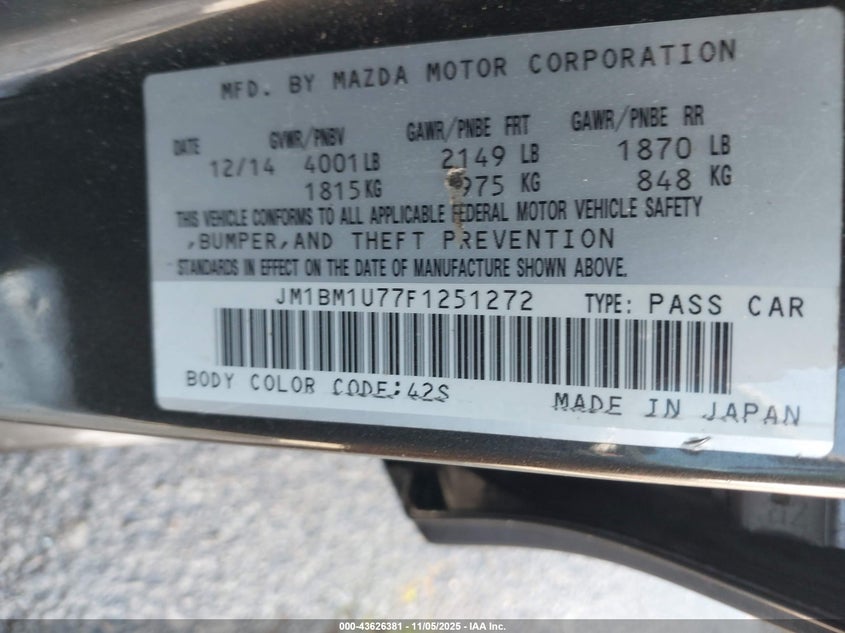 MFD. BY MAZDA MOTOR CORPORATION
DATE GVWR/PNBV GAWR/PNBE FRT GAWR/PNBE RR
12/14 4001 LB 2149 LB 1870 LB
1815 KG 975 KG 848 KG
THIS VEHICLE CONFORMS TO ALL APPLICABLE FEDERAL MOTOR VEHICLE SAFETY
,BUMPER,AND THEFT PREVENTION
STANDARDS IN EFFECT ON THE DATE OF MANUFACTURE SHOWN ABOVE.
JM1BM1U77F1251272 TYPE: PASS CAR
BODY COLOR CODE:42S
MADE IN JAPAN
000-43626381 | 11/05/2025 - IAA Inc.